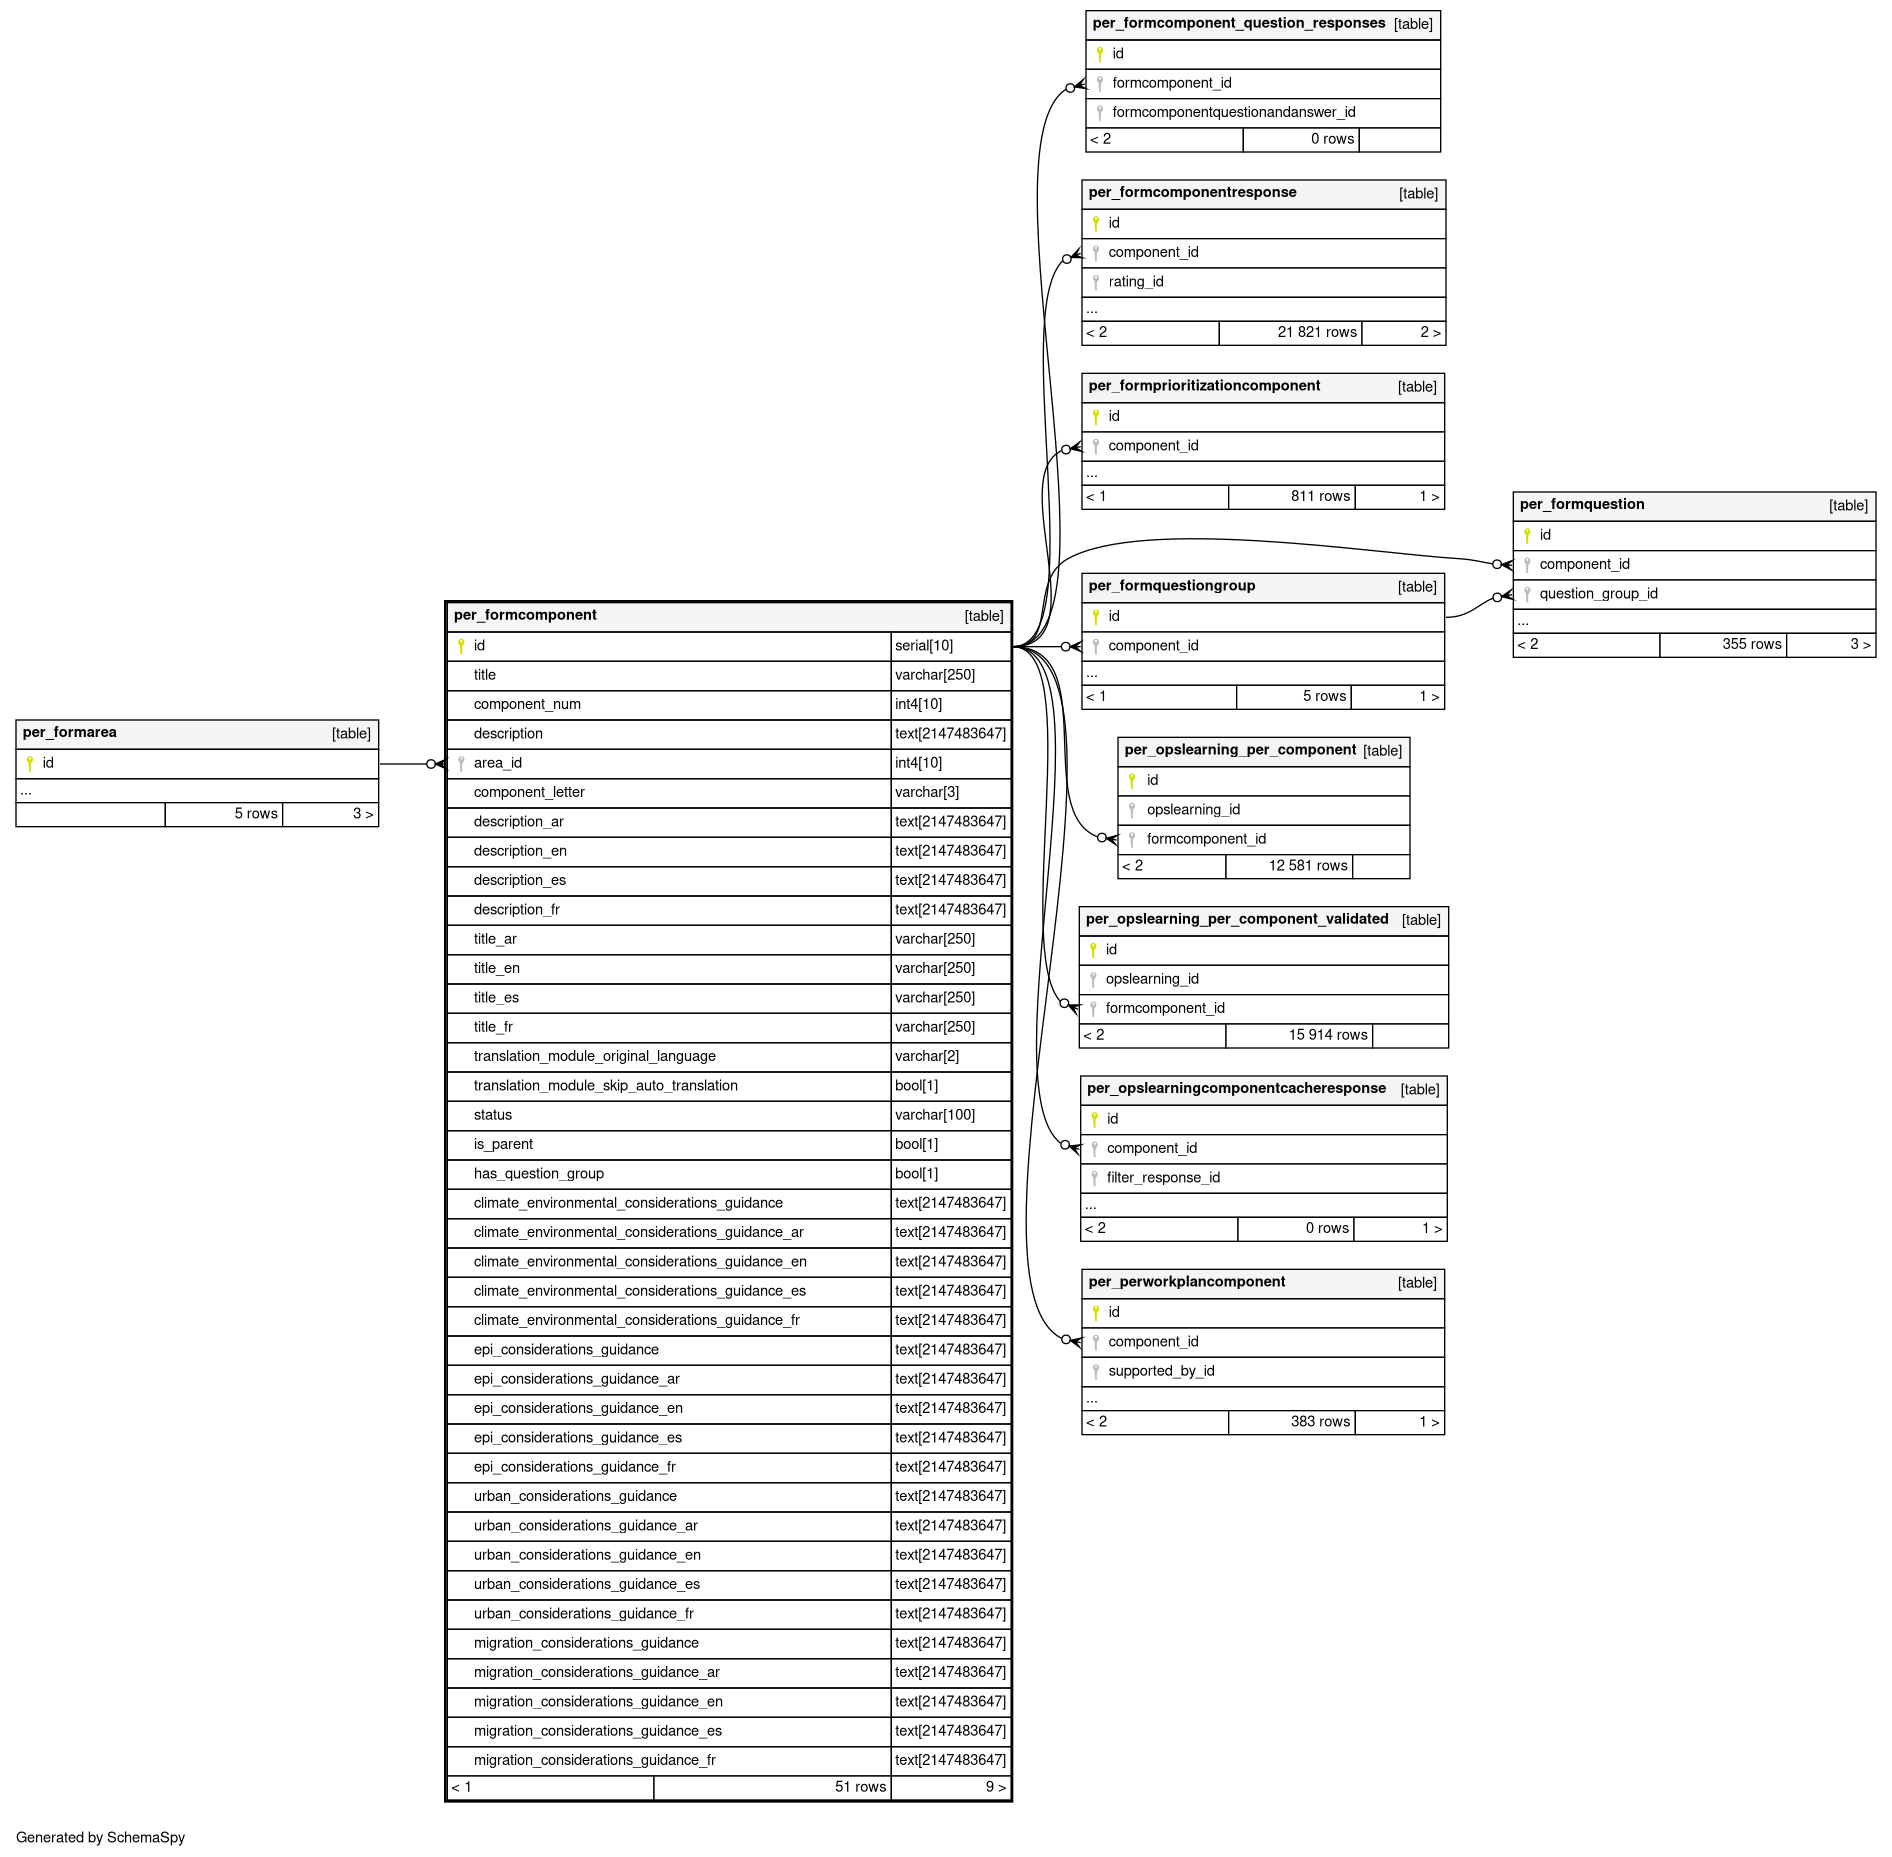 per_formcomponent_question_responses [table]
id
formcomponent_id
formcomponentquestionandanswer_id
< 2 0 rows
per_formcomponentresponse [table]
id
component_id
rating_id
...
< 2 21 821 rows 2 >
per_formprioritizationcomponent [table]
id
component_id
...
< 1 811 rows 1 >
per_formquestion [table]
id
component_id
question_group_id
...
< 2 355 rows 3 >
per_formquestiongroup [table]
id
component_id
...
< 1 5 rows 1 >
per_formarea [table]
id
...
5 rows 3 >
per_formcomponent [table]
id serial[10]
title varchar[250]
component_num int4[10]
description text[2147483647]
area_id int4[10]
component_letter varchar[3]
description_ar text[2147483647]
description_en text[2147483647]
description_es text[2147483647]
description_fr text[2147483647]
title_ar varchar[250]
title_en varchar[250]
title_es varchar[250]
title_fr varchar[250]
translation_module_original_language varchar[2]
translation_module_skip_auto_translation bool[1]
status varchar[100]
is_parent bool[1]
has_question_group bool[1]
climate_environmental_considerations_guidance text[2147483647]
climate_environmental_considerations_guidance_ar text[2147483647]
climate_environmental_considerations_guidance_en text[2147483647]
climate_environmental_considerations_guidance_es text[2147483647]
climate_environmental_considerations_guidance_fr text[2147483647]
epi_considerations_guidance text[2147483647]
epi_considerations_guidance_ar text[2147483647]
epi_considerations_guidance_en text[2147483647]
epi_considerations_guidance_es text[2147483647]
epi_considerations_guidance_fr text[2147483647]
urban_considerations_guidance text[2147483647]
urban_considerations_guidance_ar text[2147483647]
urban_considerations_guidance_en text[2147483647]
urban_considerations_guidance_es text[2147483647]
urban_considerations_guidance_fr text[2147483647]
migration_considerations_guidance text[2147483647]
migration_considerations_guidance_ar text[2147483647]
migration_considerations_guidance_en text[2147483647]
migration_considerations_guidance_es text[2147483647]
migration_considerations_guidance_fr text[2147483647]
< 1 51 rows 9 >
per_opslearning_per_component [table]
id
opslearning_id
formcomponent_id
< 2 12 581 rows
per_opslearning_per_component_validated [table]
id
opslearning_id
formcomponent_id
< 2 15 914 rows
per_opslearningcomponentcacheresponse [table]
id
component_id
filter_response_id
...
< 2 0 rows 1 >
per_perworkplancomponent [table]
id
component_id
supported_by_id
...
< 2 383 rows 1 >
Generated by SchemaSpy